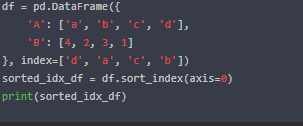 df = pd.DataFrame({
    'A': ['a', 'b', 'c', 'd'],
    'B': [4, 2, 3, 1]
}, index=['d', 'a', 'c', 'b'])
sorted_idx_df = df.sort_index(axis=0)
print(sorted_idx_df)